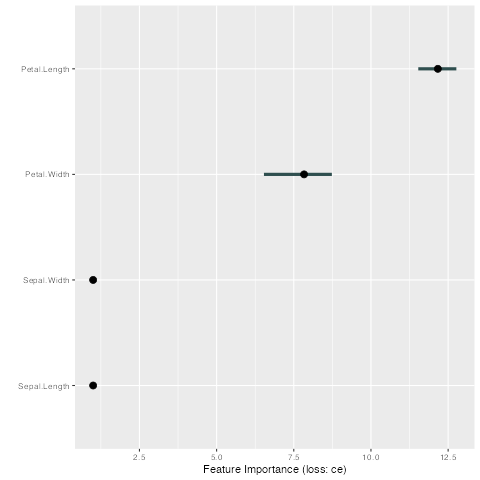 Petal.Length
Petal.Width
Sepal.Width
Sepal.Length
2.5 5.0 7.5 10.0 12.5
Feature Importance (loss: ce)